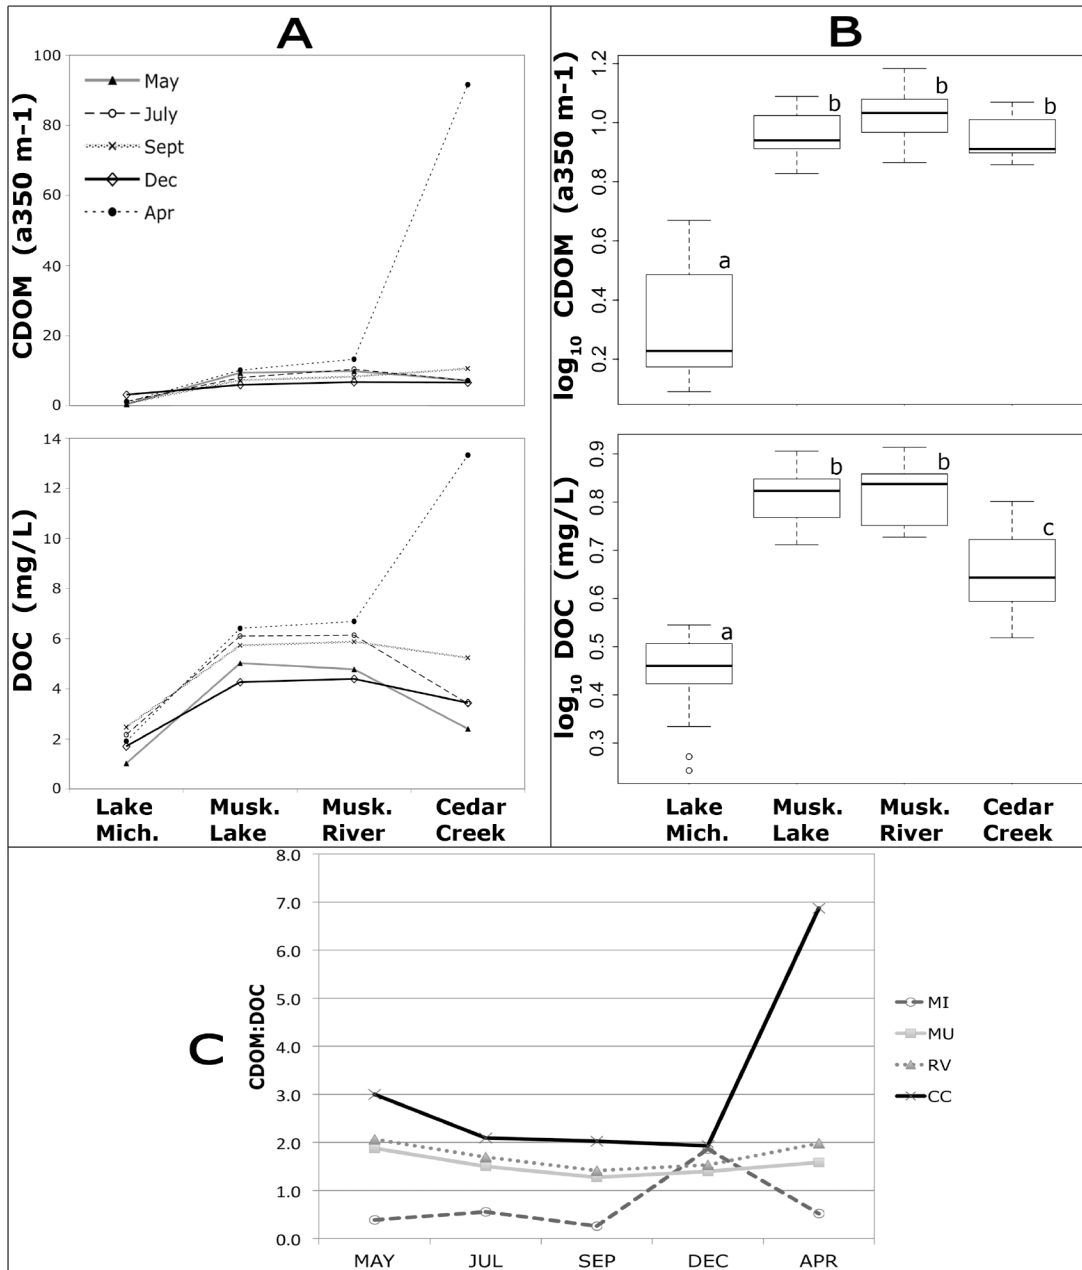 A
CDOM (a350 m-1)
100
80
60
40
20
0
May
July
Sept
Dec
Apr
DOC (mg/L)
14
12
10
8
6
4
2
0
Lake Mich.
Musk. Lake
Musk. River
Cedar Creek
B
log10 CDOM (a350 m-1)
1.2
1.0
0.8
0.6
0.4
0.2
a
b
b
b
log10 DOC (mg/L)
0.9
0.8
0.7
0.6
0.5
0.4
0.3
a
b
b
c
Lake Mich.
Musk. Lake
Musk. River
Cedar Creek
C
CDOM:DOC
8.0
7.0
6.0
5.0
4.0
3.0
2.0
1.0
0.0
MAY
JUL
SEP
DEC
APR
MI
MU
RV
CC